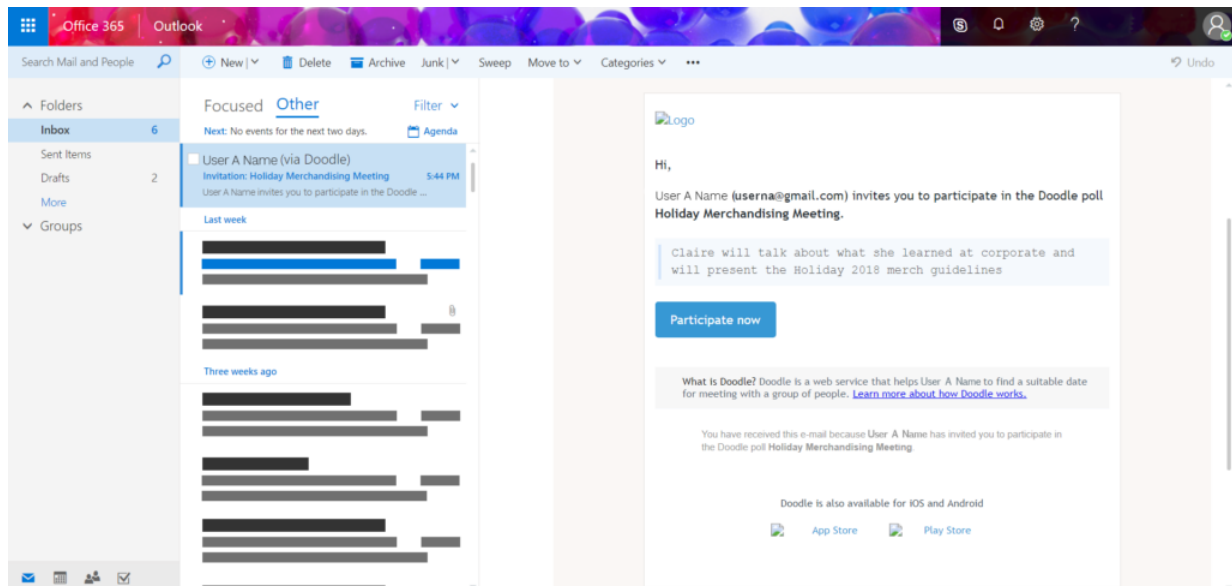 Office 365 Outlook
Search Mail and People
New Delete Archive Junk Sweep Move to Categories ••• Undo
Folders
Inbox 6
Sent Items
Drafts 2
More
Groups
Focused Other Filter
Next: No events for the next two days. Agenda
User A Name (via Doodle)
Invitation: Holiday Merchandising Meeting 5:44 PM
User A Name invites you to participate in the Doodle ...
Last week
Three weeks ago
Logo
Hi,
User A Name (userna@gmail.com) invites you to participate in the Doodle poll
Holiday Merchandising Meeting.
Claire will talk about what she learned at corporate and
will present the Holiday 2018 merch guidelines
Participate now
What is Doodle? Doodle is a web service that helps User A Name to find a suitable date
for meeting with a group of people. Learn more about how Doodle works.
You have received this e-mail because User A Name has invited you to participate in
the Doodle poll Holiday Merchandising Meeting.
Doodle is also available for iOS and Android
App Store Play Store